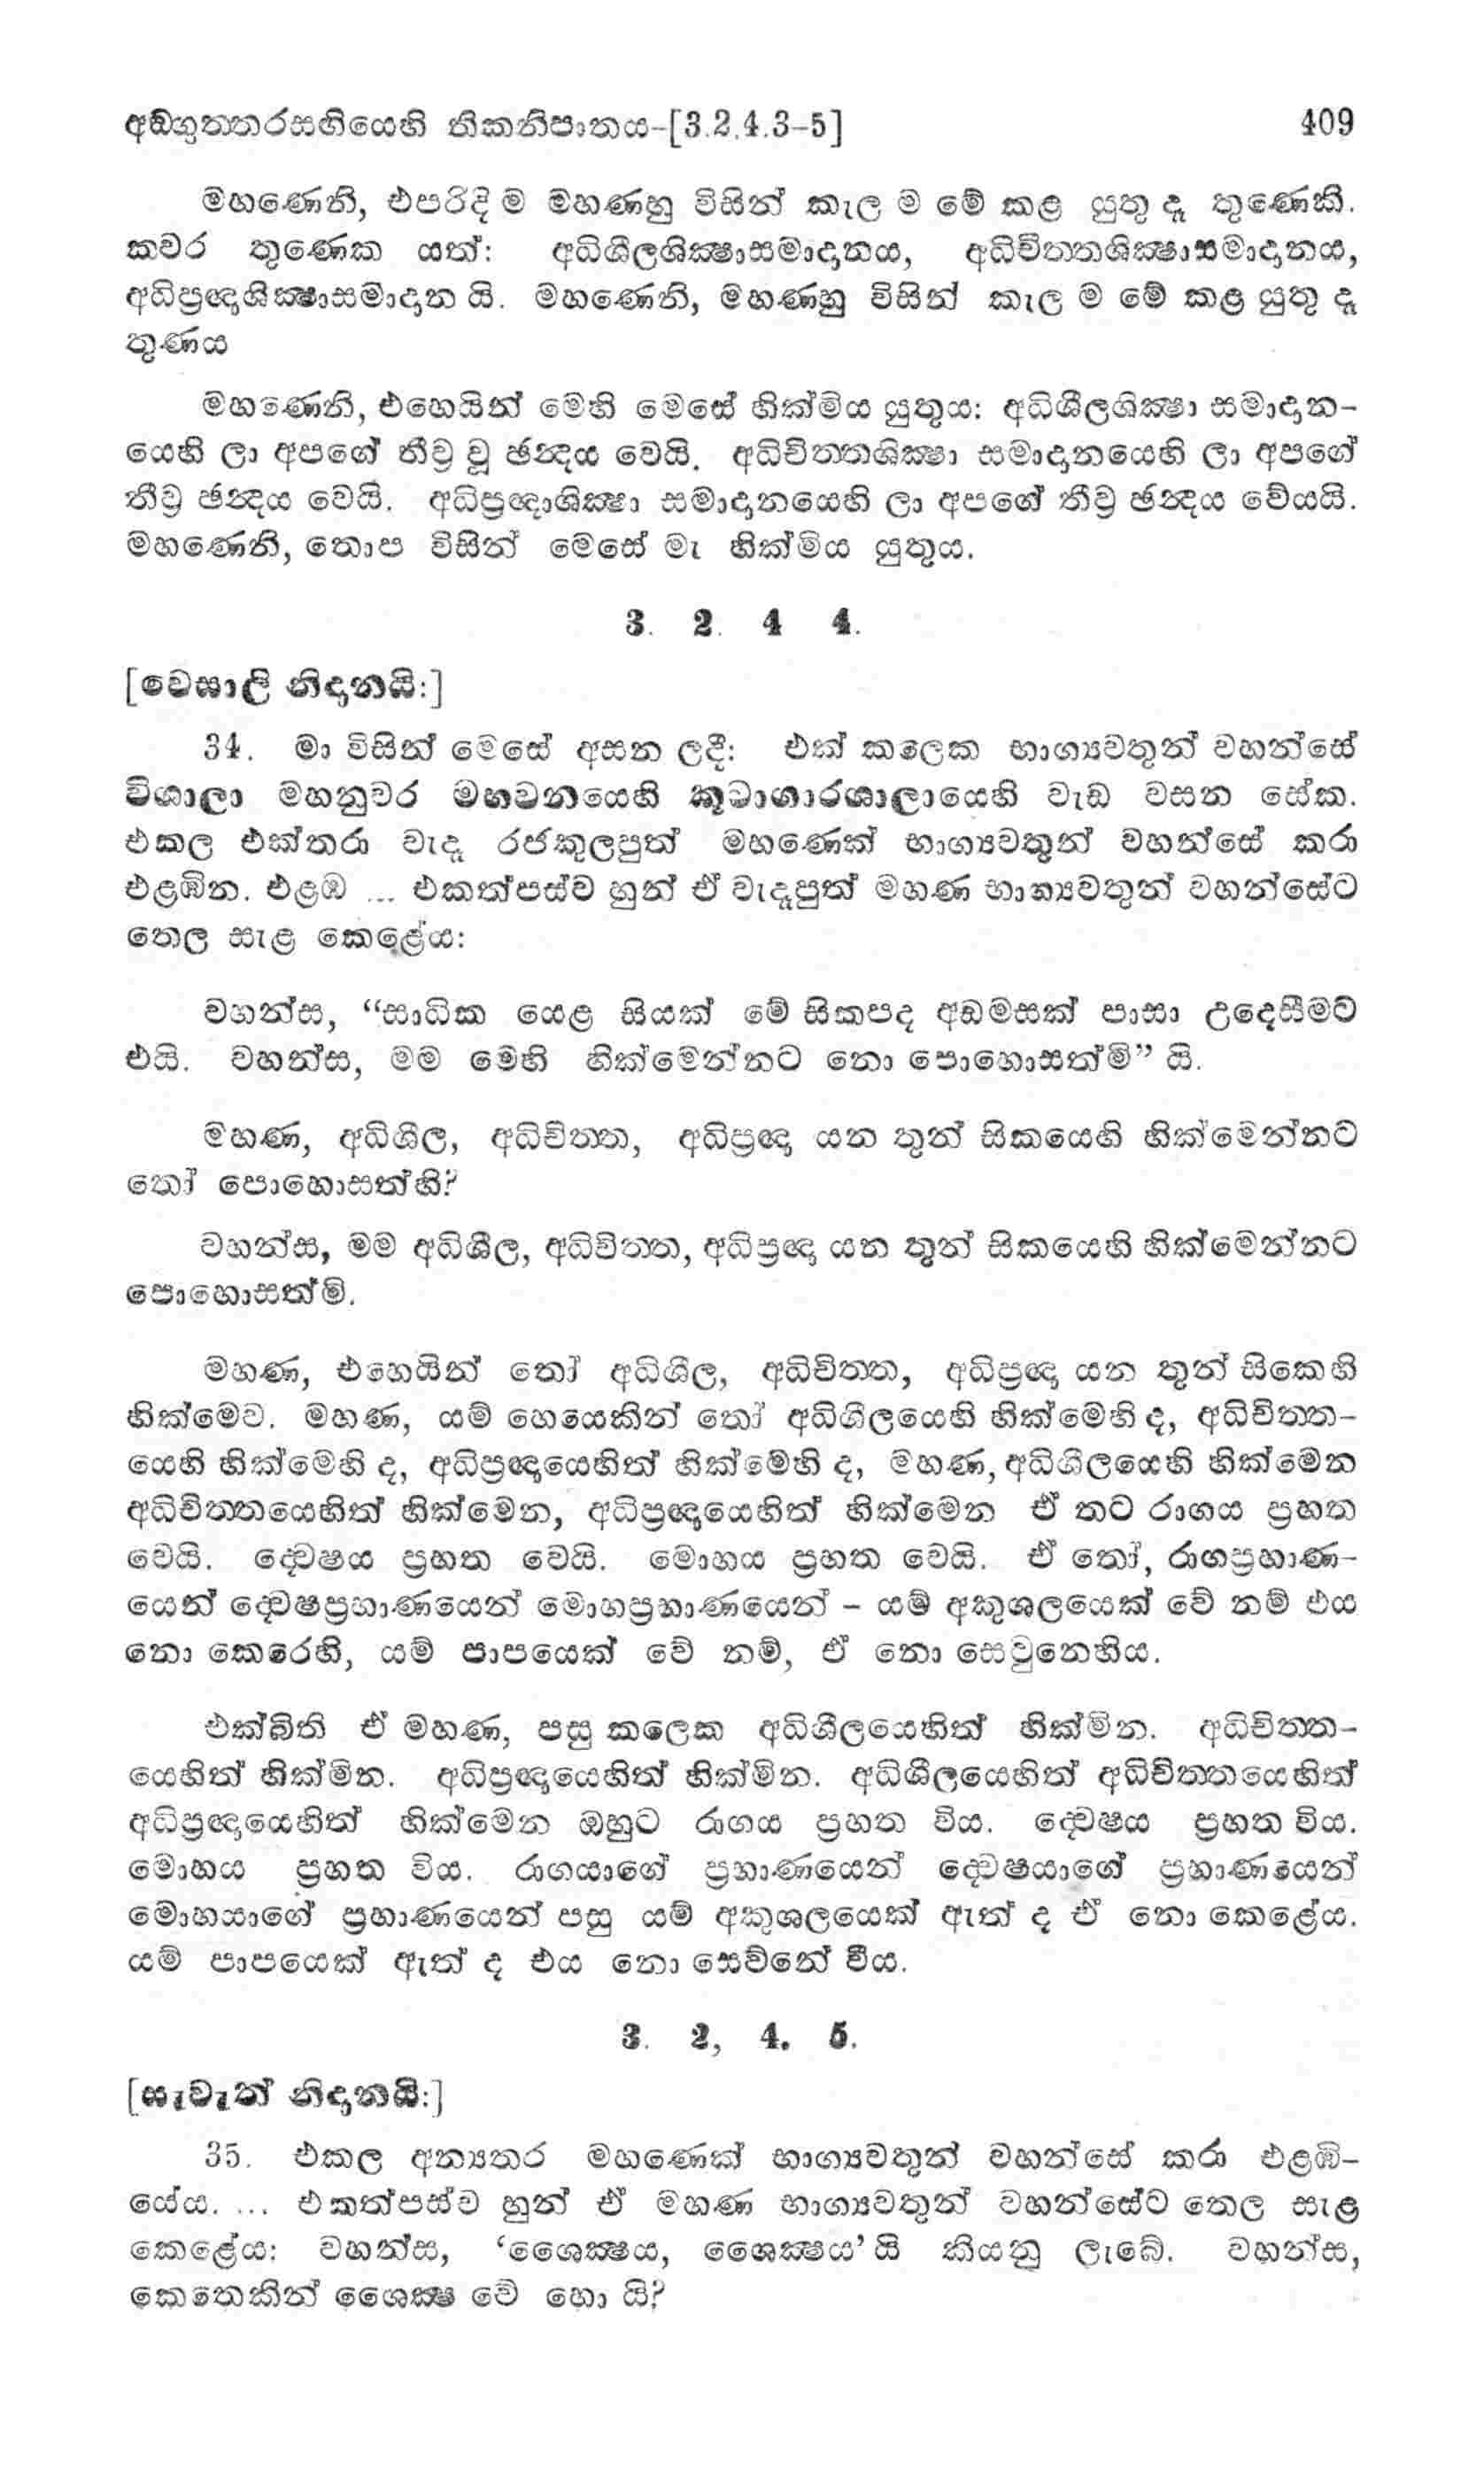 අඞ්ගුත්තරසඟියෙහි තිකනිපාතය-[3.2.4.3-5] 409
මහණෙනි, එපරිදි ම මහණහු විසින් කැල ම මේ කළ යුතු දෑ තුණෙකි.
කවර තුණෙක යත්: අධිශීලශික්ෂාසමාදානය, අධිචිත්තශික්ෂාසමාදානය,
අධිප්‍රඥාශික්ෂාසමාදාන යි. මහණෙනි, මහණහු විසින් කැල ම මේ කළ යුතු දෑ
තුණය
මහණෙනි, එහෙයින් මෙහි මෙසේ හික්මිය යුතුය: අධිශීලශික්ෂා සමාදාන-
යෙහි ලා අපගේ තීව්‍ර වූ ඡන්‍දය වෙයි. අධිචිත්තශික්ෂා සමාදානයෙහි ලා අපගේ
තීව්‍ර ඡන්‍දය වෙයි. අධිප්‍රඥාශික්ෂා සමාදානයෙහි ලා අපගේ තීව්‍ර ඡන්‍දය වේයයි.
මහණෙනි, තොප විසින් මෙසේ මැ හික්මිය යුතුය.
3. 2. 4 4.
[වෙසාලි නිදානයි:]
34. මා විසින් මෙසේ අසන ලදී: එක් කලෙක භාග්‍යවතුන් වහන්සේ
විශාලා මහනුවර මහවනයෙහි කූටාගාරශාලායෙහි වැඩ වසන සේක.
එකල එක්තරා වැදෑ රජකුලපුත් මහණෙක් භාග්‍යවතුන් වහන්සේ කරා
එළඹින. එළඹ ... එකත්පස්ව හුන් ඒ වැදෑපුත් මහණ භාග්‍යවතුන් වහන්සේට
තෙල සැළ කෙළේය:
වහන්ස, “සාධික යෙළ සියක් මේ සිකපද අඩමසක් පාසා උදෙසීමට
එයි. වහන්ස, මම මෙහි හික්මෙන්නට නො පොහොසත්මි” යි.
මහණ, අධිශීල, අධිචිත්ත, අධිප්‍රඥා යන තුන් සිකයෙහි හික්මෙන්නට
තෝ පොහොසත්හි?
වහන්ස, මම අධිශීල, අධිචිත්ත, අධිප්‍රඥා යන තුන් සිකයෙහි හික්මෙන්නට
පොහොසත්මි.
මහණ, එහෙයින් තෝ අධිශීල, අධිචිත්ත, අධිප්‍රඥා යන තුන් සිකෙහි
හික්මෙව. මහණ, යම් හෙයෙකින් තෝ අධිශීලයෙහි හික්මෙහි ද, අධිචිත්ත-
යෙහි හික්මෙහි ද, අධිප්‍රඥායෙහිත් හික්මෙහි ද, මහණ, අධිශීලයෙහි හික්මෙන
අධිචිත්තයෙහිත් හික්මෙන, අධිප්‍රඥායෙහිත් හික්මෙන ඒ තට රාගය ප්‍රහත
වෙයි. ද්වේෂය ප්‍රහත වෙයි. මොහය ප්‍රහත වෙයි. ඒ තෝ, රාගප්‍රහාණ-
යෙන් ද්වේෂප්‍රහාණයෙන් මොහප්‍රහාණයෙන් – යම් අකුශලයෙක් වේ නම් එය
නො කෙරෙහි, යම් පාපයෙක් වේ නම්, ඒ නො සෙවුනෙහිය.
එක්බිති ඒ මහණ, පසු කලෙක අධිශීලයෙහිත් හික්මින. අධිචිත්ත-
යෙහිත් හික්මින. අධිප්‍රඥායෙහිත් හික්මින. අධිශීලයෙහිත් අධිචිත්තයෙහිත්
අධිප්‍රඥායෙහිත් හික්මෙන ඔහුට රාගය ප්‍රහත විය. ද්වේෂය ප්‍රහත විය.
මොහය ප්‍රහත විය. රාගයාගේ ප්‍රහාණයෙන් ද්වේෂයාගේ ප්‍රහාණයෙන්
මොහයාගේ ප්‍රහාණයෙන් පසු යම් අකුශලයෙක් ඇත් ද ඒ නො කෙළේය.
යම් පාපයෙක් ඇත් ද එය නො සෙව්නේ වීය.
3. 2, 4. 5.
[සැවැත් නිදානයි:]
35. එකල අන්‍යතර මහණෙක් භාග්‍යවතුන් වහන්සේ කරා එළඹි-
යේය. ... එකත්පස්ව හුන් ඒ මහණ භාග්‍යවතුන් වහන්සේට තෙල සැළ
කෙළේය: වහන්ස, ‘ශෛක්ෂය, ශෛක්ෂය’ යි කියනු ලැබේ. වහන්ස,
කෙතෙකින් ශෛක්ෂ වේ හො යි?